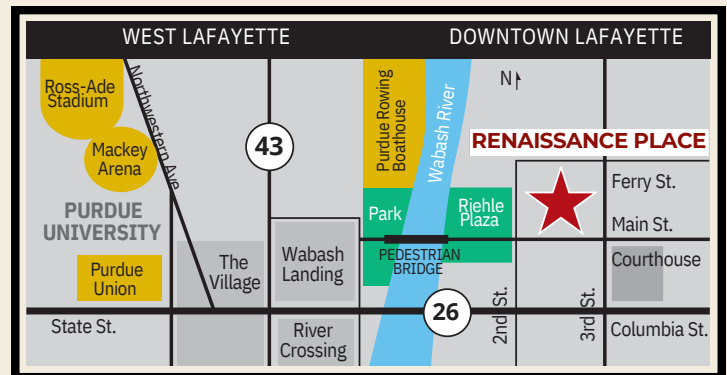 WEST LAFAYETTE
DOWNTOWN LAFAYETTE
Ross-Ade
Stadium
Northwestern Ave
Mackey
Arena
43
Purdue Rowing
Boathouse
Wabash River
N
RENAISSANCE PLACE
Ferry St.
PURDUE
UNIVERSITY
Park
Riehle
Plaza
Main St.
PEDESTRIAN
BRIDGE
Purdue
Union
The
Village
Wabash
Landing
Courthouse
26
2nd St.
3rd St.
State St.
River
Crossing
Columbia St.